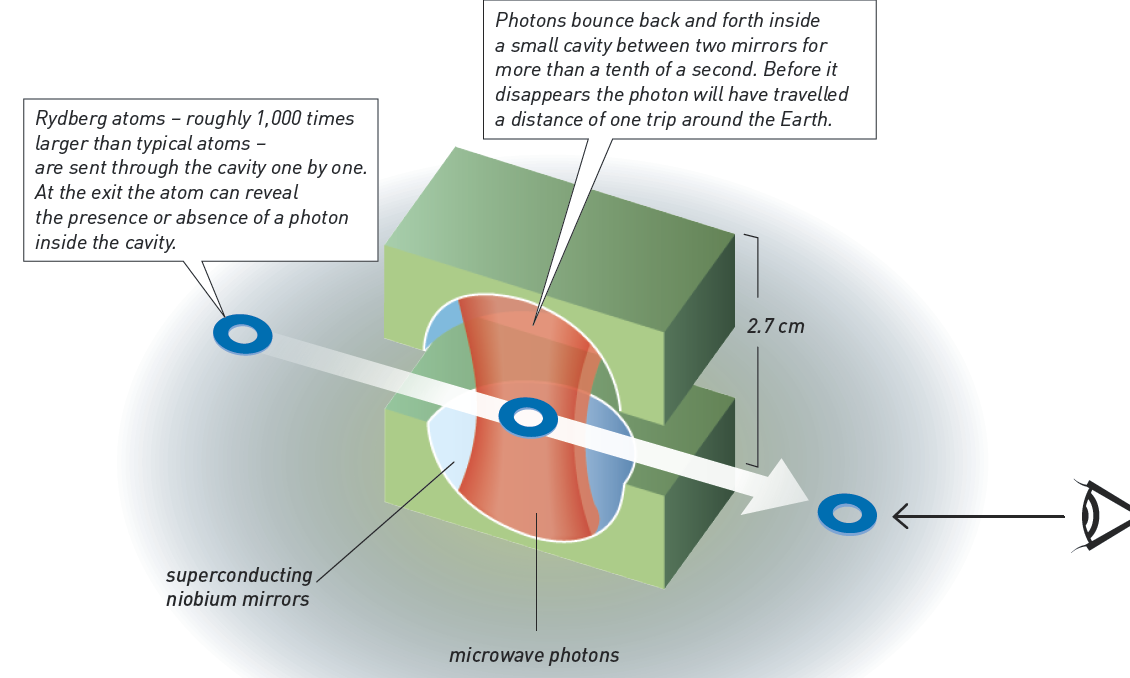 Photons bounce back and forth inside
a small cavity between two mirrors for
more than a tenth of a second. Before it
disappears the photon will have travelled
a distance of one trip around the Earth.
Rydberg atoms – roughly 1,000 times
larger than typical atoms –
are sent through the cavity one by one.
At the exit the atom can reveal
the presence or absence of a photon
inside the cavity.
2.7 cm
superconducting
niobium mirrors
microwave photons